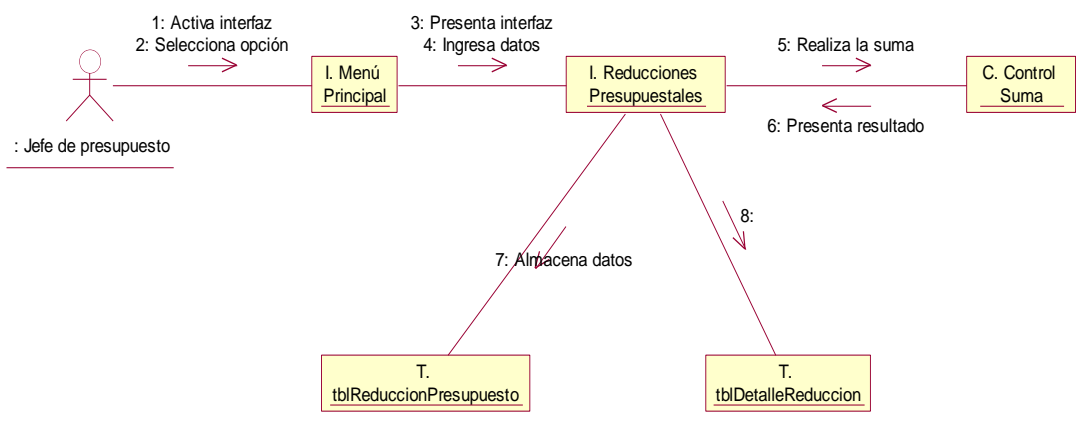 1: Activa interfaz
2: Selecciona opción
3: Presenta interfaz
4: Ingresa datos
5: Realiza la suma
I. Menú
Principal
I. Reducciones
Presupuestales
C. Control
Suma
6: Presenta resultado
: Jefe de presupuesto
8:
7: Almacena datos
T.
tblReduccionPresupuesto
T.
tblDetalleReduccion